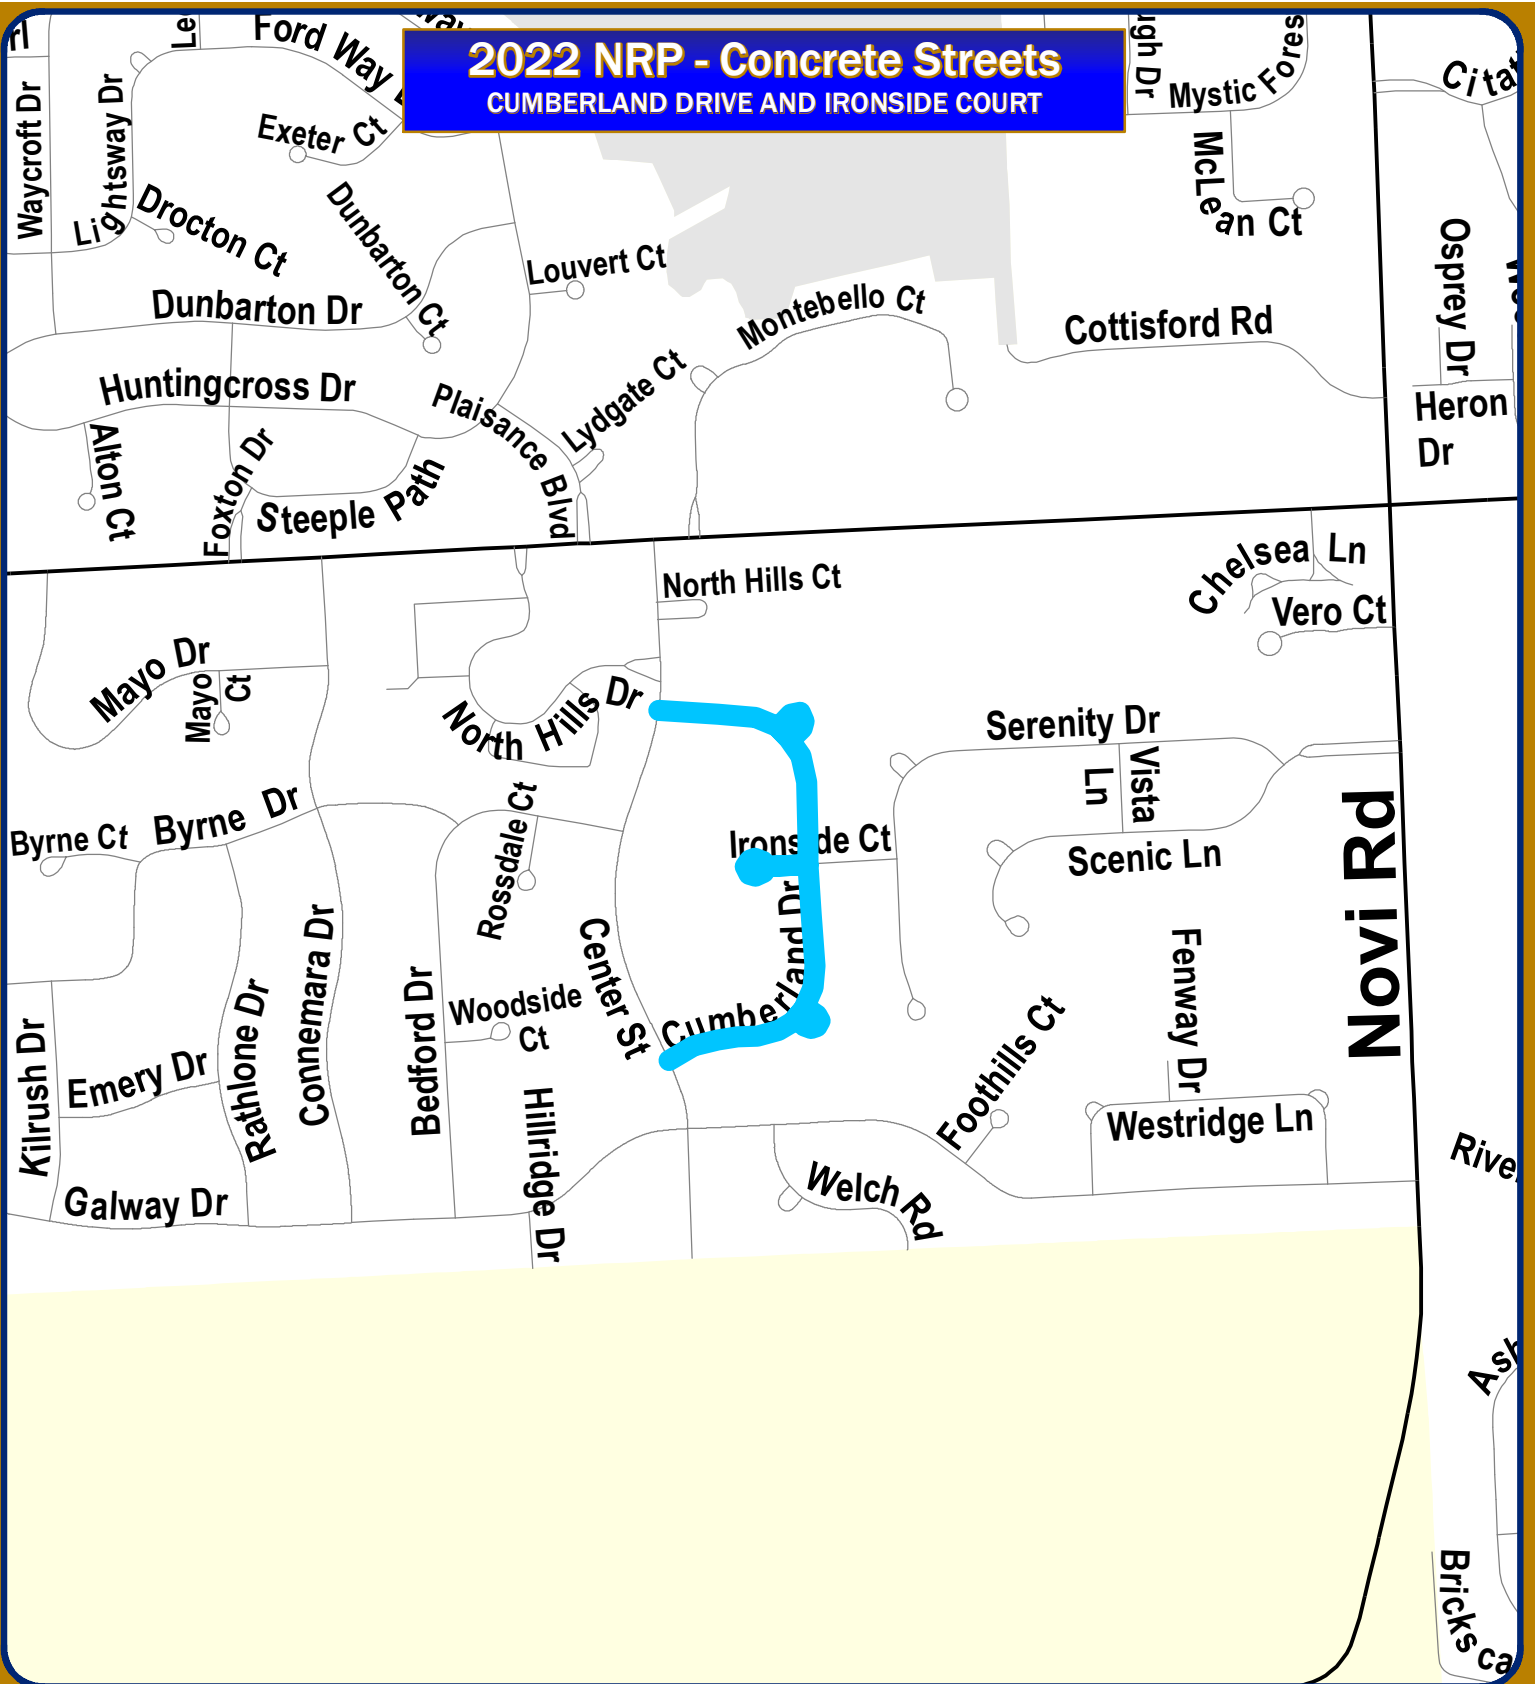 2022 NRP - Concrete Streets
CUMBERLAND DRIVE AND IRONSIDE COURT
Ford Way
Waycroft Dr
Lightsway Dr
Exeter Ct
Drocton Ct
Dunbarton Ct
Dunbarton Dr
Louvert Ct
Montebello Ct
Mystic Fores
McLean Ct
Cottisford Rd
Osprey Dr
Heron
Dr
Huntingcross Dr
Alton Ct
Foxton Dr
Steeple Path
Plaisance Blvd
Lydgate Ct
North Hills Ct
Chelsea Ln
Vero Ct
Mayo Dr
Mayo
Ct
North Hills Dr
Serenity Dr
Vista
Ln
Scenic Ln
Novi Rd
Byrne Ct
Byrne Dr
Rossdale Ct
Ironside Ct
Cumberland Dr
Center St
Connemara Dr
Rathlone Dr
Bedford Dr
Woodside
Ct
Kilrush Dr
Emery Dr
Galway Dr
Hillridge Dr
Foothills Ct
Fenway Dr
Westridge Ln
Welch Rd